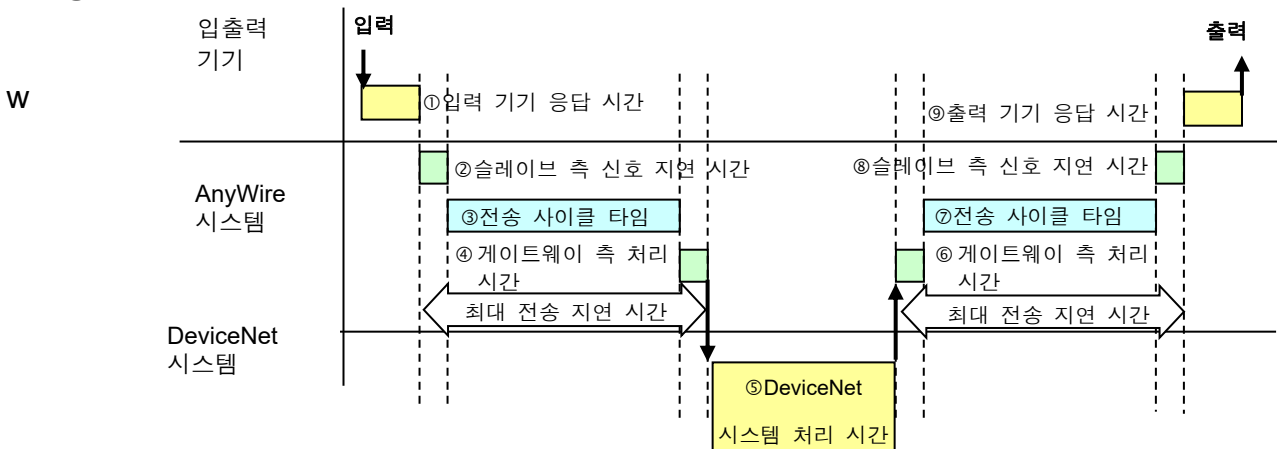 입출력
기기
입력
출력
W
①입력 기기 응답 시간
⑨출력 기기 응답 시간
AnyWire
시스템
②슬레이브 측 신호 지연 시간
⑧슬레이브 측 신호 지연 시간
③전송 사이클 타임
⑦전송 사이클 타임
④게이트웨이 측 처리
시간
⑥게이트웨이 측 처리
시간
최대 전송 지연 시간
최대 전송 지연 시간
DeviceNet
시스템
⑤DeviceNet
시스템 처리 시간